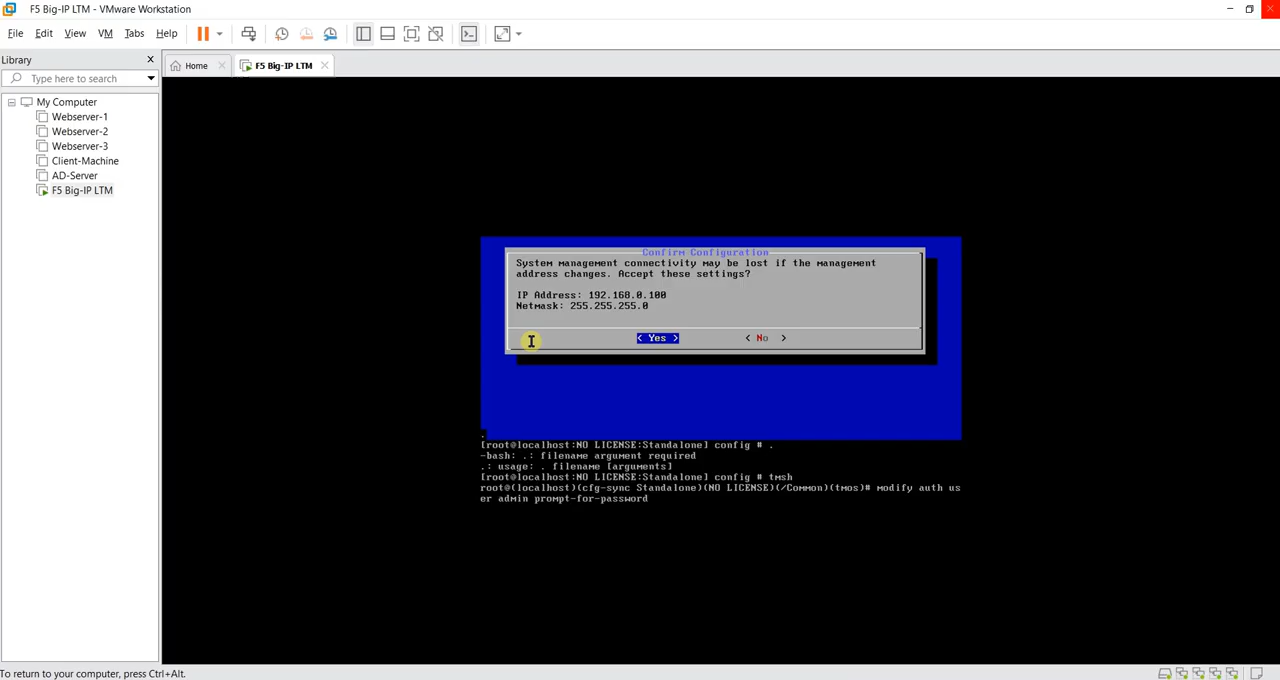 F5 Big-IP LTM - VMware Workstation
File Edit View VM Tabs Help
Library
Type here to search
Home
F5 Big-IP LTM
My Computer
Webserver-1
Webserver-2
Webserver-3
Client-Machine
AD-Server
F5 Big-IP LTM
Confirm Configuration
System management connectivity may be lost if the management
address changes. Accept these settings?
IP Address: 192.168.0.100
Netmask: 255.255.255.0
< Yes > < No >
.
[root@localhost:NO LICENSE:Standalone] config # .
-bash: .: filename argument required
.: usage: . filename [arguments]
[root@localhost:NO LICENSE:Standalone] config # tmsh
root@(localhost)(cfg-sync Standalone)(NO LICENSE)(/Common)(tmos)# modify auth us
er admin prompt-for-password
To return to your computer, press Ctrl+Alt.